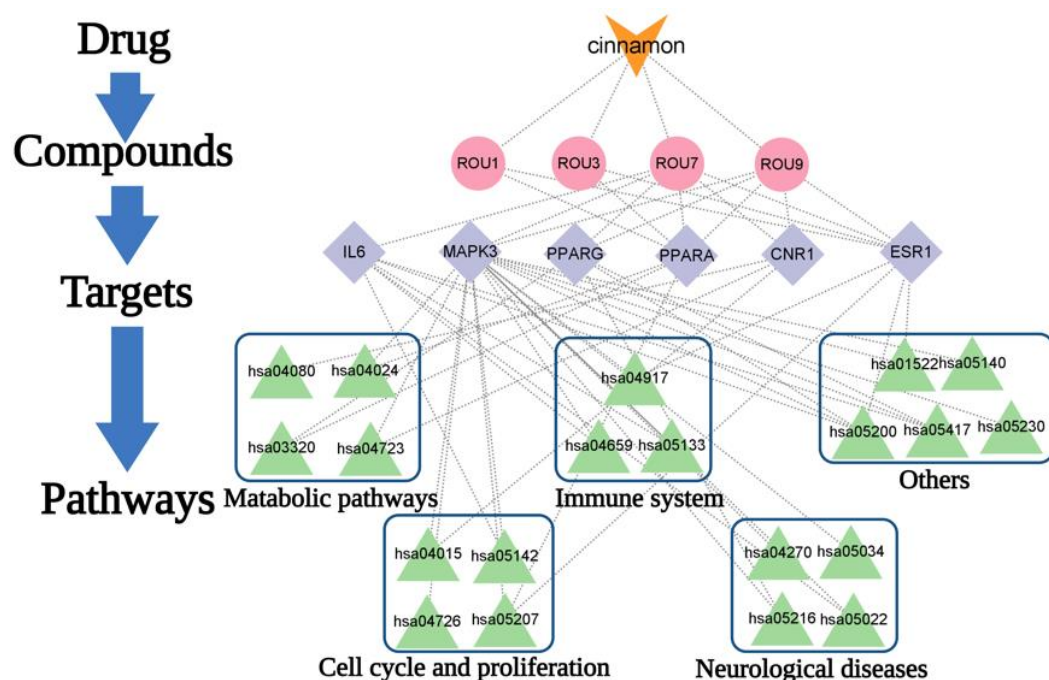 Drug
cinnamon
Compounds
ROU1 ROU3 ROU7 ROU9
Targets
IL6 MAPK3 PPARG PPARA CNR1 ESR1
hsa04080 hsa04024
hsa03320 hsa04723
hsa04917
hsa04659 hsa05133
hsa01522 hsa05140
hsa05200 hsa05417 hsa05230
Pathways
Matabolic pathways
Immune system
Others
hsa04015 hsa05142
hsa04726 hsa05207
hsa04270 hsa05034
hsa05216 hsa05022
Cell cycle and proliferation
Neurological diseases